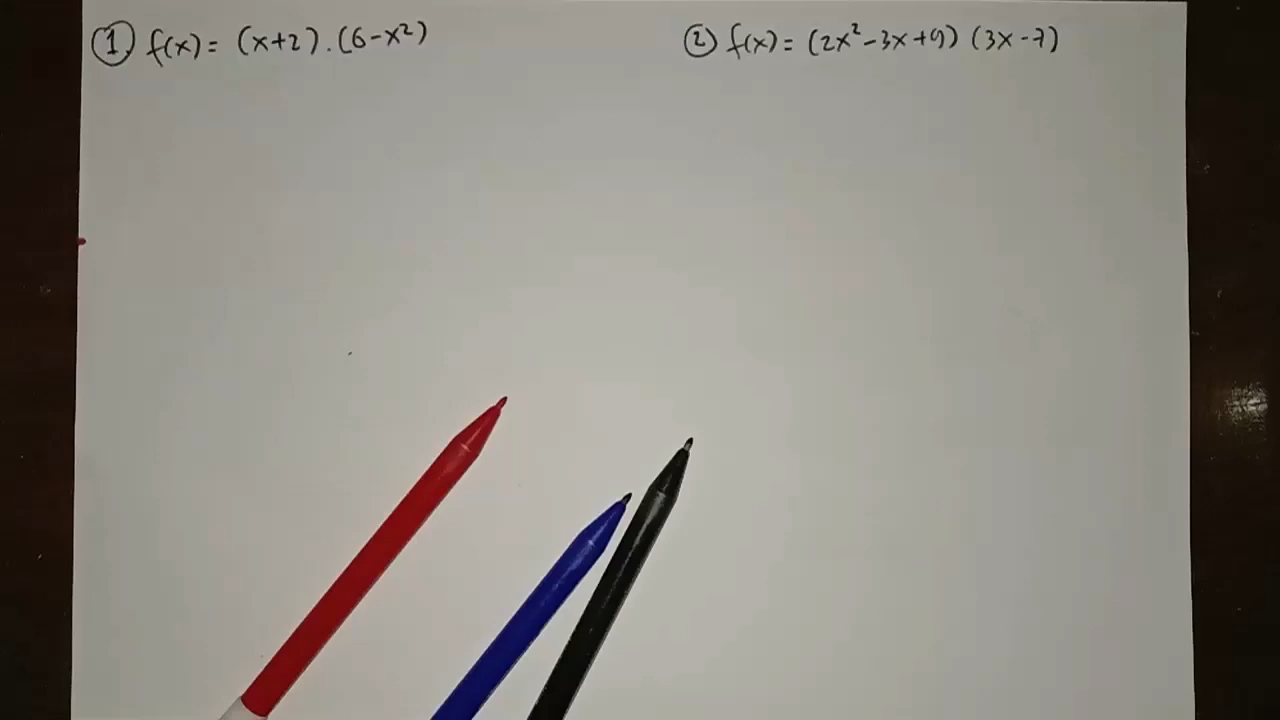 ① f(x) = (x+2).(6-x²)
② f(x) = (2x²-3x+9) (3x-7)